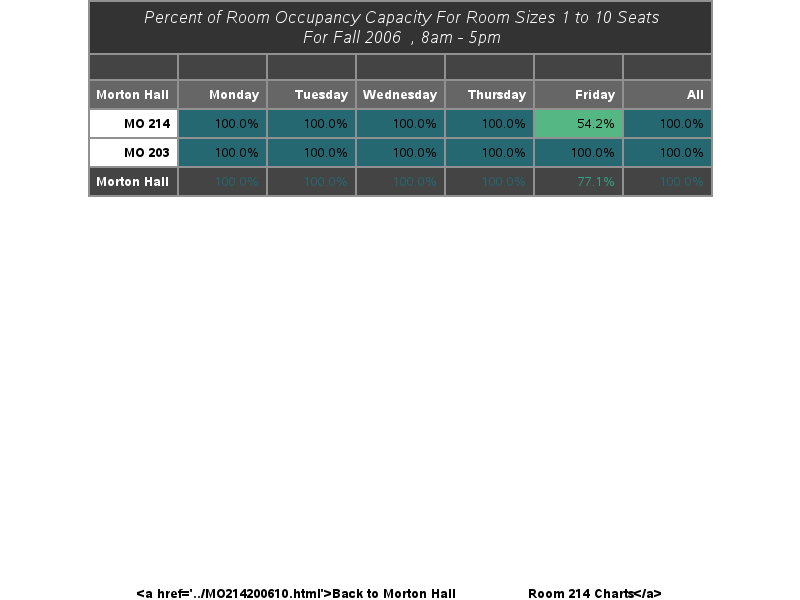 Percent of Room Occupancy Capacity For Room Sizes 1 to 10 Seats
For Fall 2006 , 8am - 5pm
Morton Hall Monday Tuesday Wednesday Thursday Friday All
MO 214 100.0% 100.0% 100.0% 100.0% 54.2% 100.0%
MO 203 100.0% 100.0% 100.0% 100.0% 100.0% 100.0%
Morton Hall 100.0% 100.0% 100.0% 100.0% 77.1% 100.0%
<a href='../MO214200610.html'>Back to Morton Hall Room 214 Charts</a>